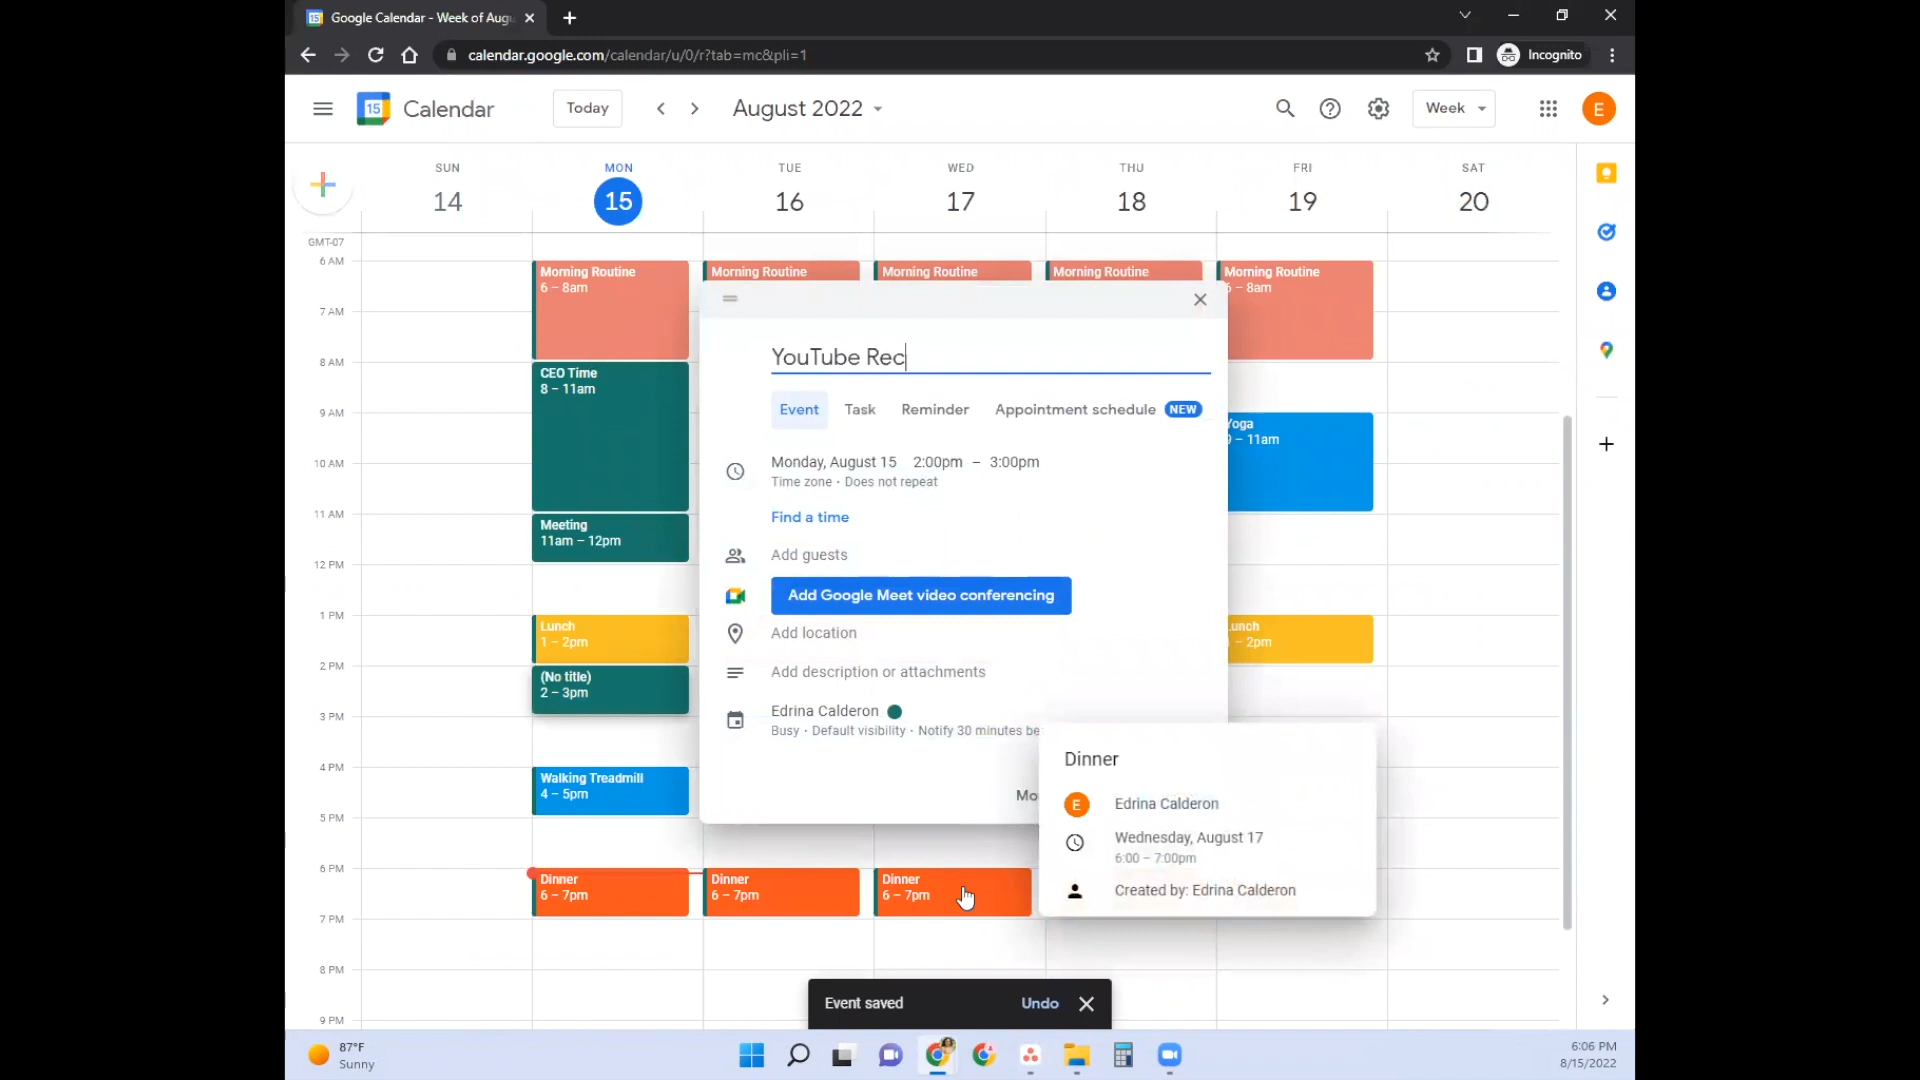 Google Calendar - Week of Augu
calendar.google.com/calendar/u/0/r?tab=mc&pli=1
Incognito
15
Calendar
Today
August 2022
Week
E
SUN
MON
TUE
WED
THU
FRI
SAT
14
15
16
17
18
19
20
GMT-07
6 AM
7 AM
8 AM
9 AM
10 AM
11 AM
12 PM
1 PM
2 PM
3 PM
4 PM
5 PM
6 PM
7 PM
8 PM
9 PM
Morning Routine
6 – 8am
CEO Time
8 – 11am
Meeting
11am – 12pm
Lunch
1 – 2pm
(No title)
2 – 3pm
Walking Treadmill
4 – 5pm
Dinner
6 – 7pm
Morning Routine
Dinner
6 – 7pm
Morning Routine
Dinner
6 – 7pm
Morning Routine
Morning Routine
6 – 8am
Yoga
9 – 11am
Lunch
– 2pm
YouTube Rec
Event
Task
Reminder
Appointment schedule NEW
Monday, August 15 2:00pm – 3:00pm
Time zone · Does not repeat
Find a time
Add guests
Add Google Meet video conferencing
Add location
Add description or attachments
Edrina Calderon
Busy · Default visibility · Notify 30 minutes be
Mo
Dinner
E
Edrina Calderon
Wednesday, August 17
6:00 – 7:00pm
Created by: Edrina Calderon
Event saved
Undo
87°F
Sunny
6:06 PM
8/15/2022